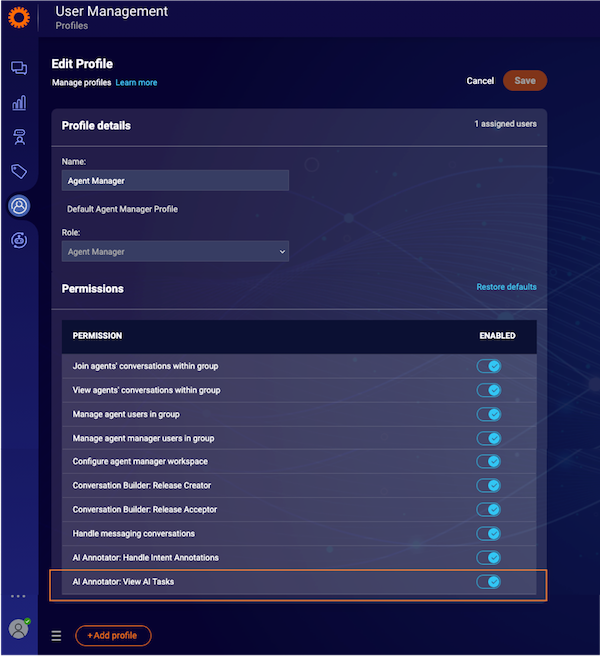 User Management
Profiles
Edit Profile
Manage profiles Learn more
Cancel Save
Profile details
1 assigned users
Name:
Agent Manager
Default Agent Manager Profile
Role:
Agent Manager
Permissions
Restore defaults
PERMISSION ENABLED
Join agents' conversations within group
View agents' conversations within group
Manage agent users in group
Manage agent manager users in group
Configure agent manager workspace
Conversation Builder: Release Creator
Conversation Builder: Release Acceptor
Handle messaging conversations
AI Annotator: Handle Intent Annotations
AI Annotator: View AI Tasks
+Add profile